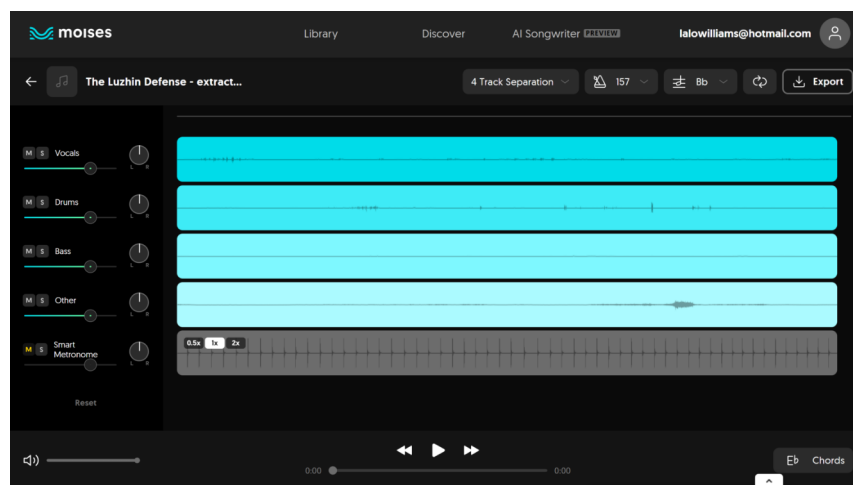 moises Library Discover AI Songwriter PREVIEW lalowilliams@hotmail.com
The Luzhin Defense - extract... 4 Track Separation 157 Bb Export
M S Vocals L R
M S Drums L R
M S Bass L R
M S Other L R
M S Smart Metronome L R 0.5x 1x 2x
Reset
0:00 0:00 Eb Chords